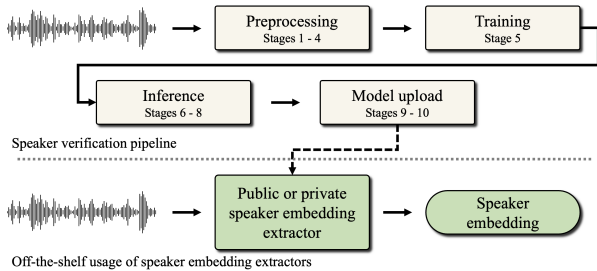 Preprocessing
Stages 1 - 4
Training
Stage 5
Inference
Stages 6 - 8
Model upload
Stages 9 - 10
Speaker verification pipeline
Public or private
speaker embedding
extractor
Speaker
embedding
Off-the-shelf usage of speaker embedding extractors